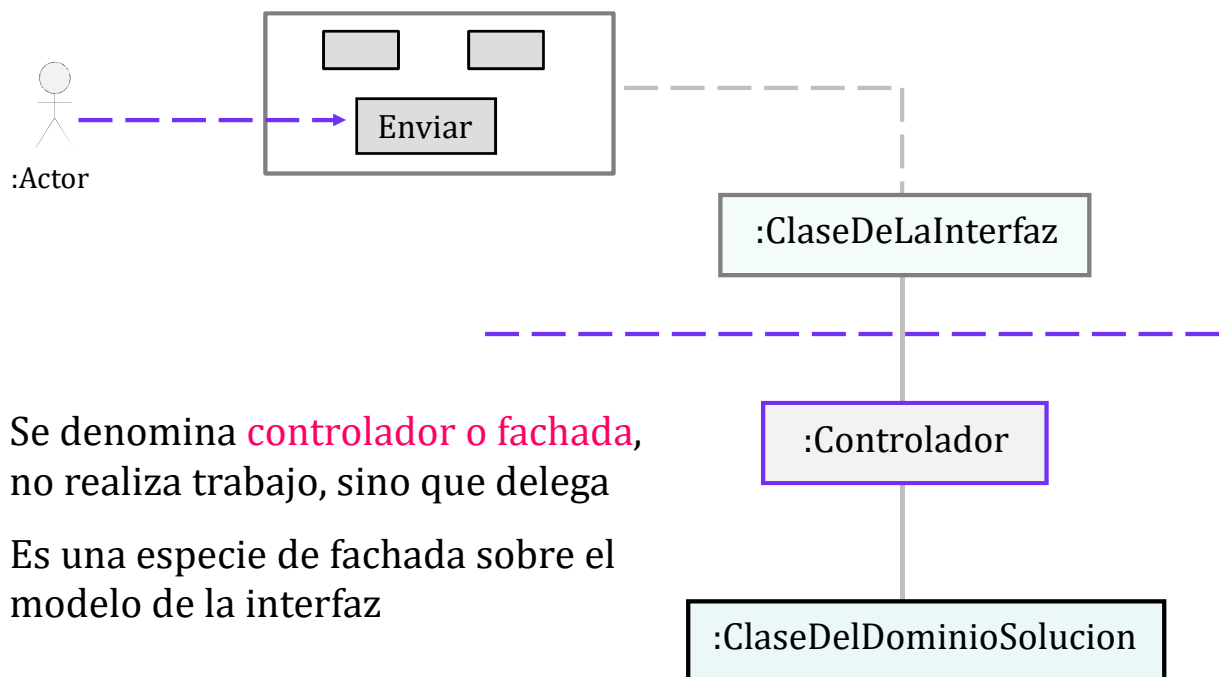 Enviar
:Actor
:ClaseDeLaInterfaz
Se denomina controlador o fachada,
no realiza trabajo, sino que delega
:Controlador
Es una especie de fachada sobre el
modelo de la interfaz
:ClaseDelDominioSolucion